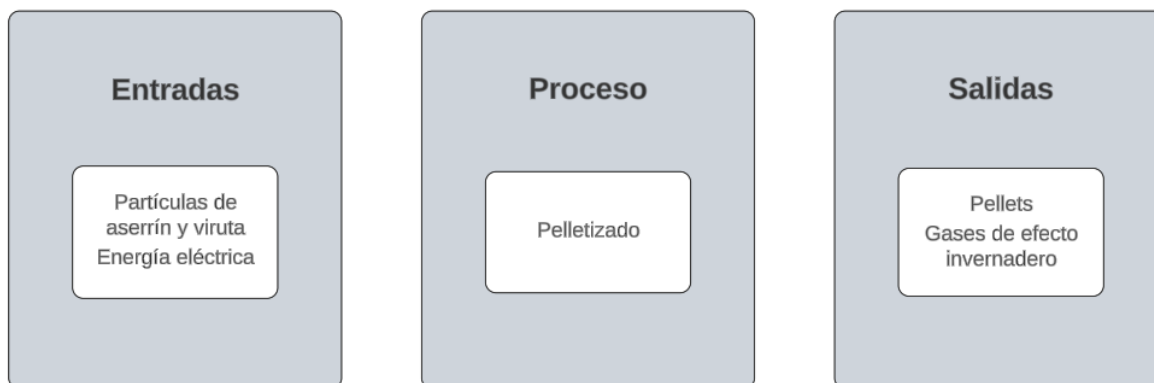 Entradas
Partículas de
aserrín y viruta
Energía eléctrica
Proceso
Pelletizado
Salidas
Pellets
Gases de efecto
invernadero